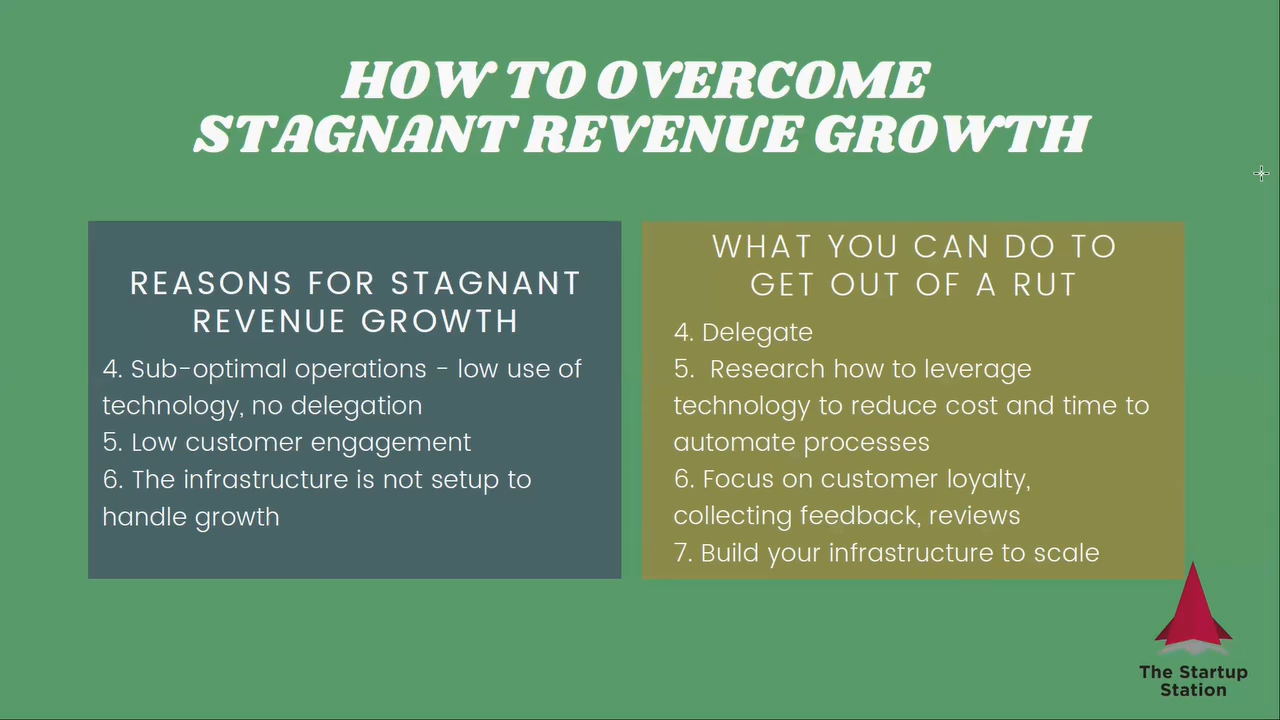 HOW TO OVERCOME
STAGNANT REVENUE GROWTH
REASONS FOR STAGNANT
REVENUE GROWTH
4. Sub-optimal operations - low use of
technology, no delegation
5. Low customer engagement
6. The infrastructure is not setup to
handle growth
WHAT YOU CAN DO TO
GET OUT OF A RUT
4. Delegate
5.  Research how to leverage
technology to reduce cost and time to
automate processes
6. Focus on customer loyalty,
collecting feedback, reviews
7. Build your infrastructure to scale
The Startup
Station